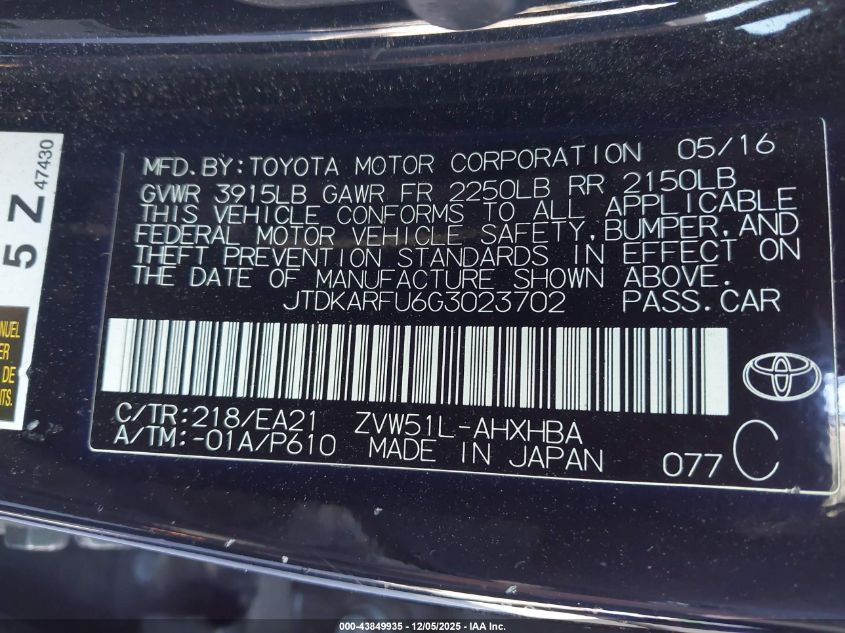 MFD.BY:TOYOTA MOTOR CORPORATION 05/16
GVWR 3915LB GAWR FR 2250LB RR 2150LB
THIS VEHICLE CONFORMS TO ALL APPLICABLE
FEDERAL MOTOR VEHICLE SAFETY,BUMPER,AND
THEFT PREVENTION STANDARDS IN EFFECT ON
THE DATE OF MANUFACTURE SHOWN ABOVE.
JTDKARFU6G3023702 PASS.CAR
C/TR:218/EA21 ZVW51L-AHXHBA
A/TM:-01A/P610 MADE IN JAPAN 077 C
5 Z 47430
DE
000-43849935 - 12/05/2025 - IAA Inc.